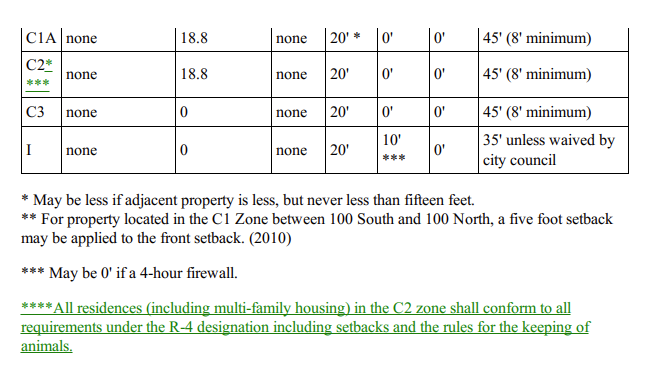 C1A none 18.8 none 20' * 0' 0' 45' (8' minimum)
C2*
*** none 18.8 none 20' 0' 0' 45' (8' minimum)
C3 none 0 none 20' 0' 0' 45' (8' minimum)
I none 0 none 20' 10'
*** 0' 35' unless waived by
city council
* May be less if adjacent property is less, but never less than fifteen feet.
** For property located in the C1 Zone between 100 South and 100 North, a five foot setback
may be applied to the front setback. (2010)
*** May be 0' if a 4-hour firewall.
****All residences (including multi-family housing) in the C2 zone shall conform to all
requirements under the R-4 designation including setbacks and the rules for the keeping of
animals.